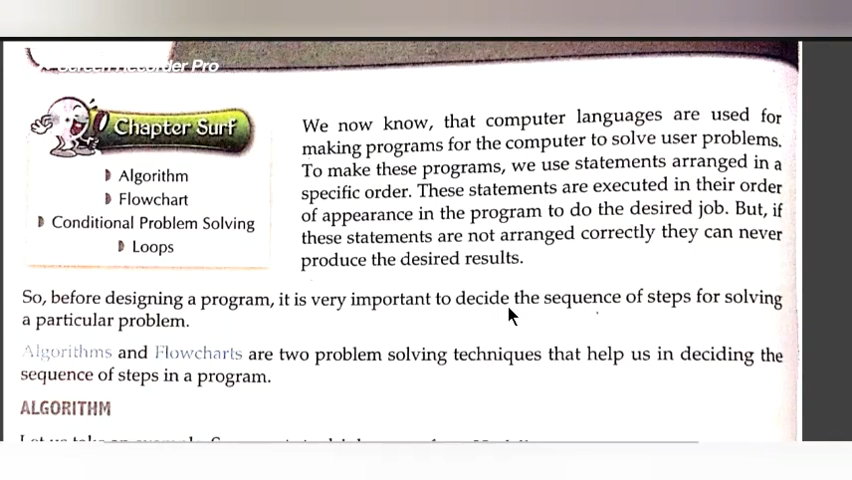 Screen Recorder Pro
Chapter Surf
Algorithm
Flowchart
Conditional Problem Solving
Loops
We now know, that computer languages are used for
making programs for the computer to solve user problems.
To make these programs, we use statements arranged in a
specific order. These statements are executed in their order
of appearance in the program to do the desired job. But, if
these statements are not arranged correctly they can never
produce the desired results.
So, before designing a program, it is very important to decide the sequence of steps for solving
a particular problem.
Algorithms and Flowcharts are two problem solving techniques that help us in deciding the
sequence of steps in a program.
ALGORITHM